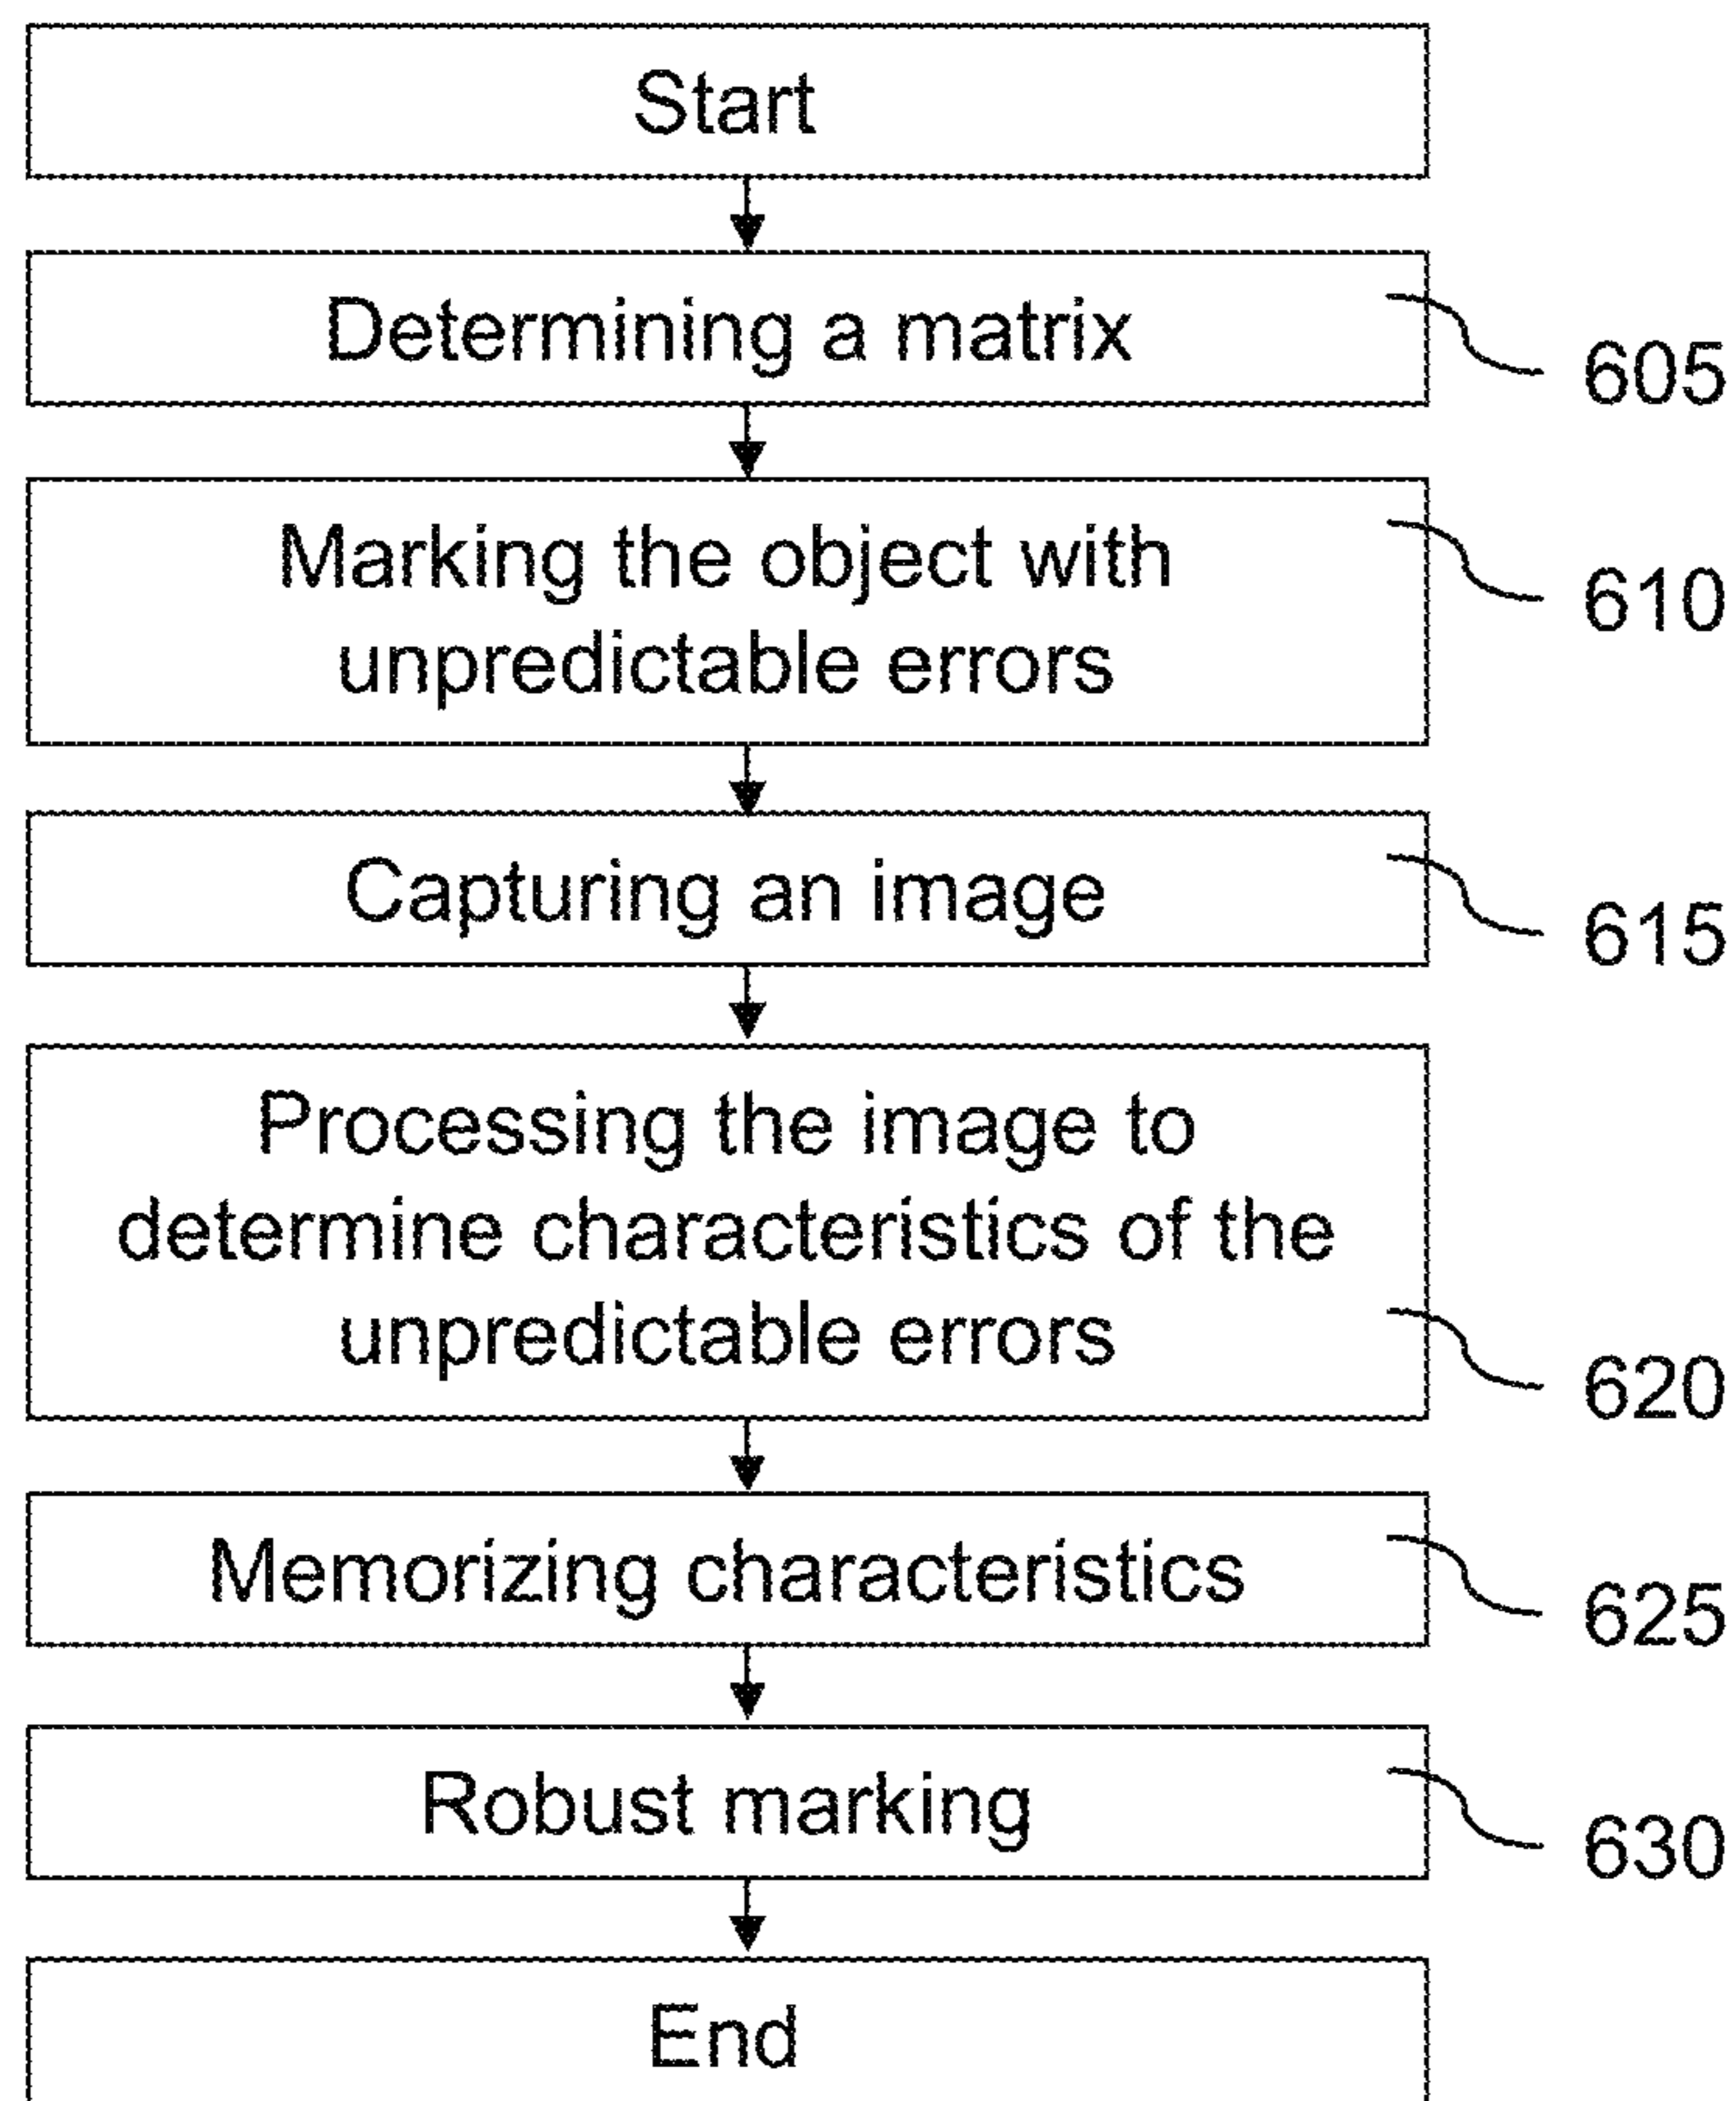 Start
Determining a matrix
605
Marking the object with
unpredictable errors
610
Capturing an image
615
Processing the image to
determine characteristics of the
unpredictable errors
620
Memorizing characteristics
625
Robust marking
630
End